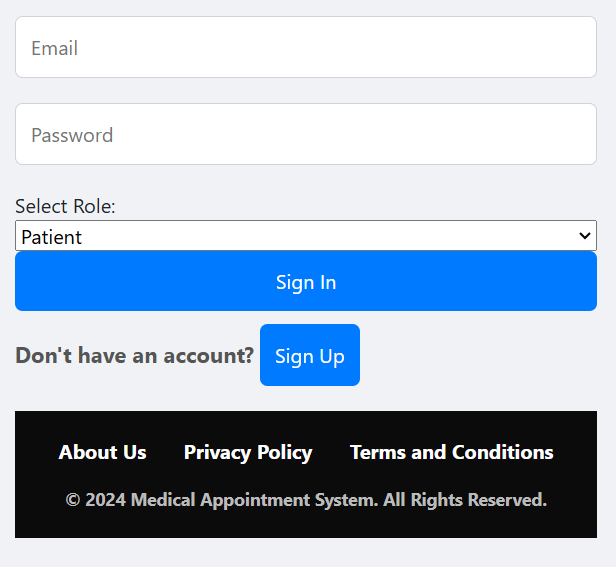 Email
Password
Select Role:
Patient
Sign In
Don't have an account? Sign Up
About Us Privacy Policy Terms and Conditions
© 2024 Medical Appointment System. All Rights Reserved.